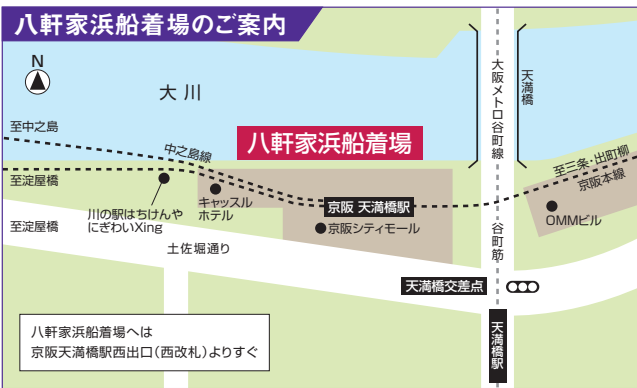 八軒家浜船着場のご案内
N
大川
天満橋
大阪メトロ谷町線
至中之島
中之島線
八軒家浜船着場
至三条・出町柳
京阪本線
至淀屋橋
川の駅はちけんや
にぎわいXing
キャッスル
ホテル
京阪 天満橋駅
京阪シティモール
OMMビル
至淀屋橋
土佐堀通り
谷町筋
天満橋交差点
天満橋駅
八軒家浜船着場へは
京阪天満橋駅西出口(西改札)よりすぐ